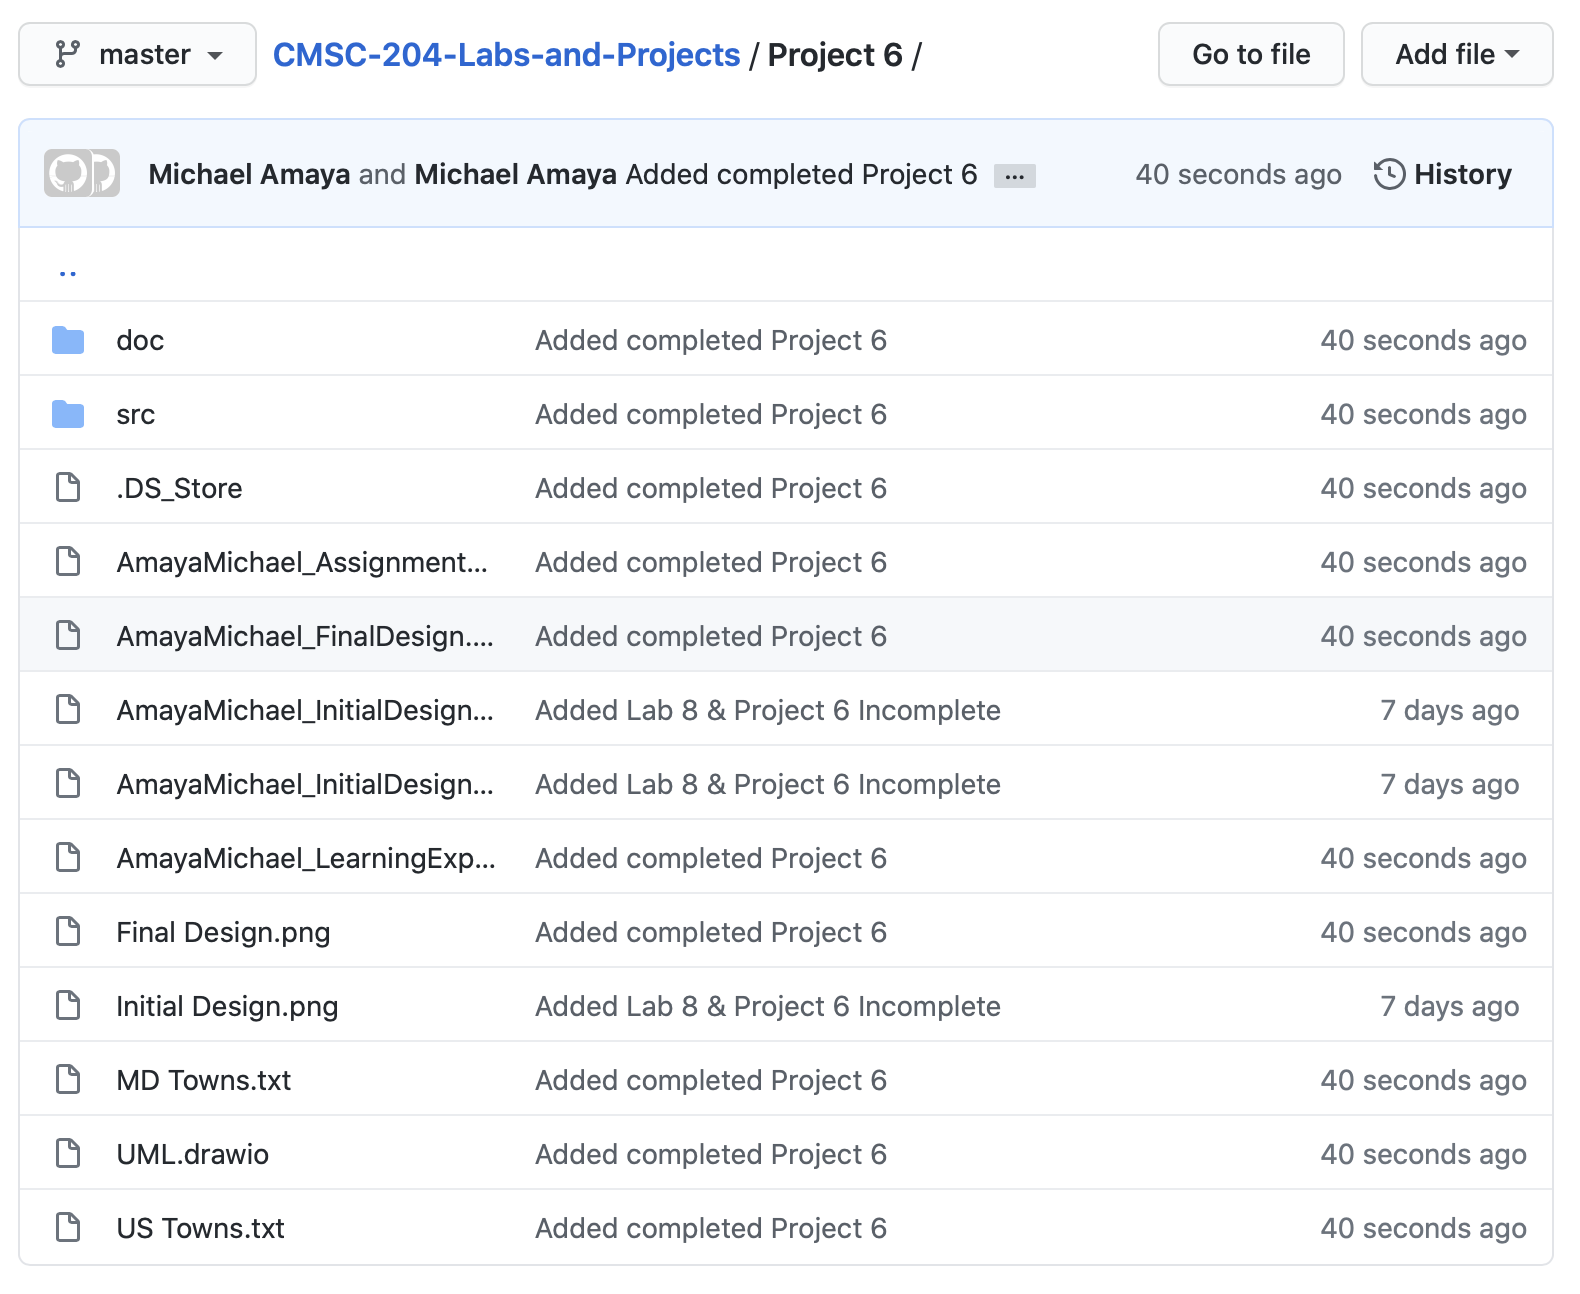 master CMSC-204-Labs-and-Projects / Project 6 / Go to file Add file
Michael Amaya and Michael Amaya Added completed Project 6 ... 40 seconds ago History
..
doc Added completed Project 6 40 seconds ago
src Added completed Project 6 40 seconds ago
.DS_Store Added completed Project 6 40 seconds ago
AmayaMichael_Assignment... Added completed Project 6 40 seconds ago
AmayaMichael_FinalDesign.... Added completed Project 6 40 seconds ago
AmayaMichael_InitialDesign... Added Lab 8 & Project 6 Incomplete 7 days ago
AmayaMichael_InitialDesign... Added Lab 8 & Project 6 Incomplete 7 days ago
AmayaMichael_LearningExp... Added completed Project 6 40 seconds ago
Final Design.png Added completed Project 6 40 seconds ago
Initial Design.png Added Lab 8 & Project 6 Incomplete 7 days ago
MD Towns.txt Added completed Project 6 40 seconds ago
UML.drawio Added completed Project 6 40 seconds ago
US Towns.txt Added completed Project 6 40 seconds ago